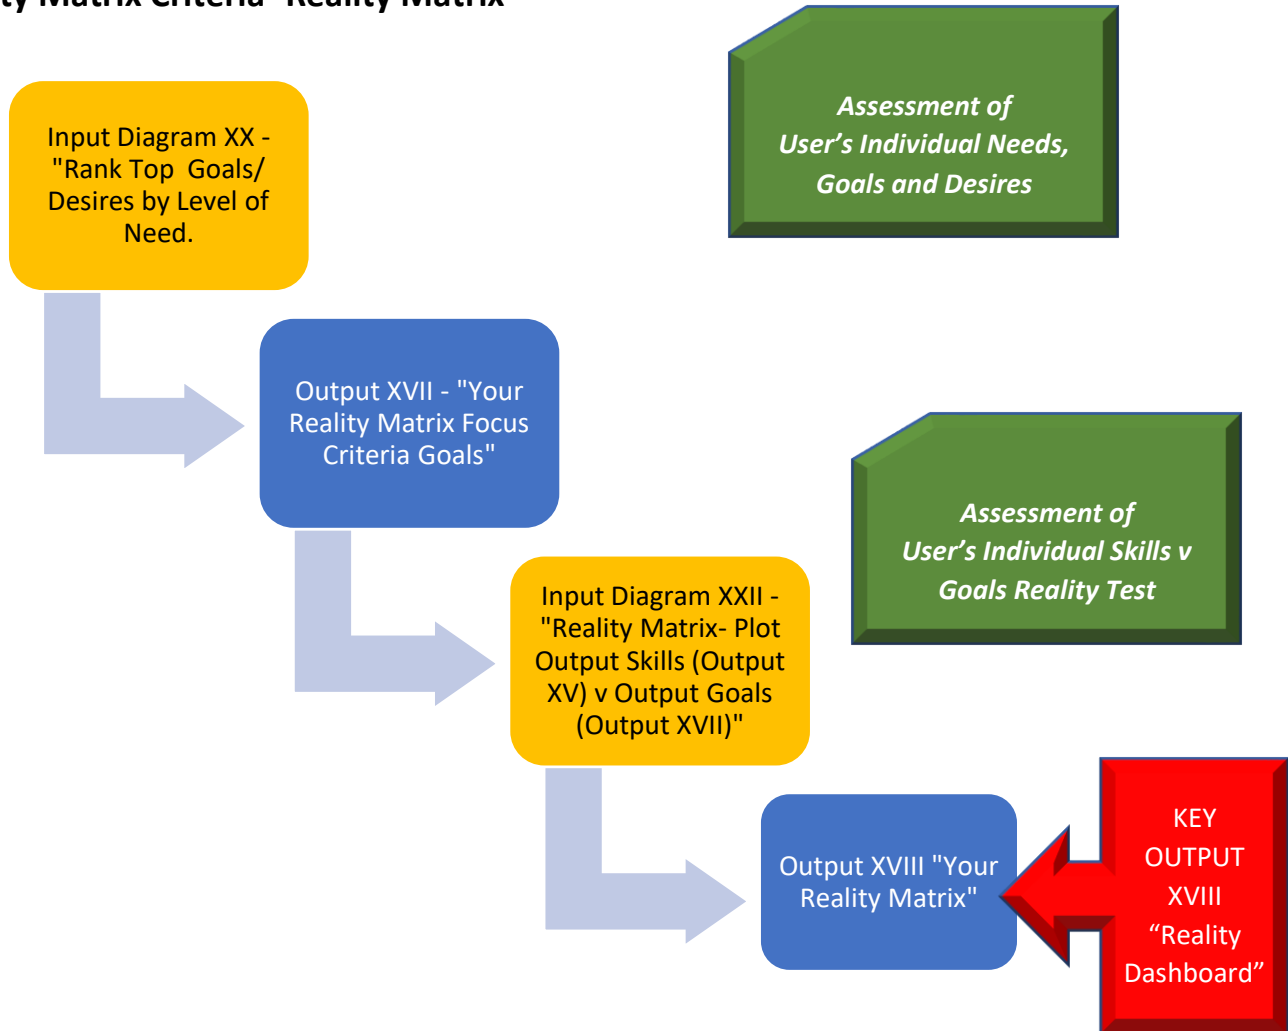 ty Matrix Criteria "Reality Matrix"
Assessment of
User's Individual Needs,
Goals and Desires
Input Diagram XX -
"Rank Top Goals/
Desires by Level of
Need.
Output XVII - "Your
Reality Matrix Focus
Criteria Goals"
Assessment of
User's Individual Skills v
Goals Reality Test
Input Diagram XXII -
"Reality Matrix- Plot
Output Skills (Output
XV) v Output Goals
(Output XVII)"
Output XVIII "Your
Reality Matrix"
KEY
OUTPUT
XVIII
“Reality
Dashboard”